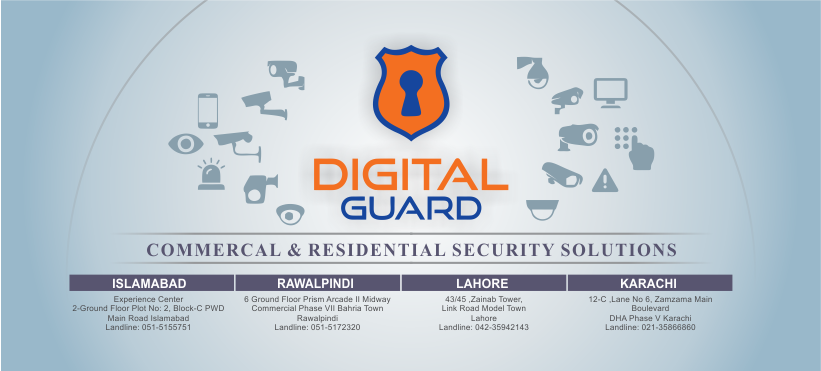 DIGITAL
GUARD
COMMERCAL & RESIDENTIAL SECURITY SOLUTIONS
ISLAMABAD
Experience Center
2-Ground Floor Plot No: 2, Block-C PWD
Main Road Islamabad
Landline: 051-5155751
RAWALPINDI
6 Ground Floor Prism Arcade II Midway
Commercial Phase VII Bahria Town
Rawalpindi
Landline: 051-5172320
LAHORE
43/45 ,Zainab Tower,
Link Road Model Town
Lahore
Landline: 042-35942143
KARACHI
12-C ,Lane No 6, Zamzama Main
Boulevard
DHA Phase V Karachi
Landline: 021-35866860